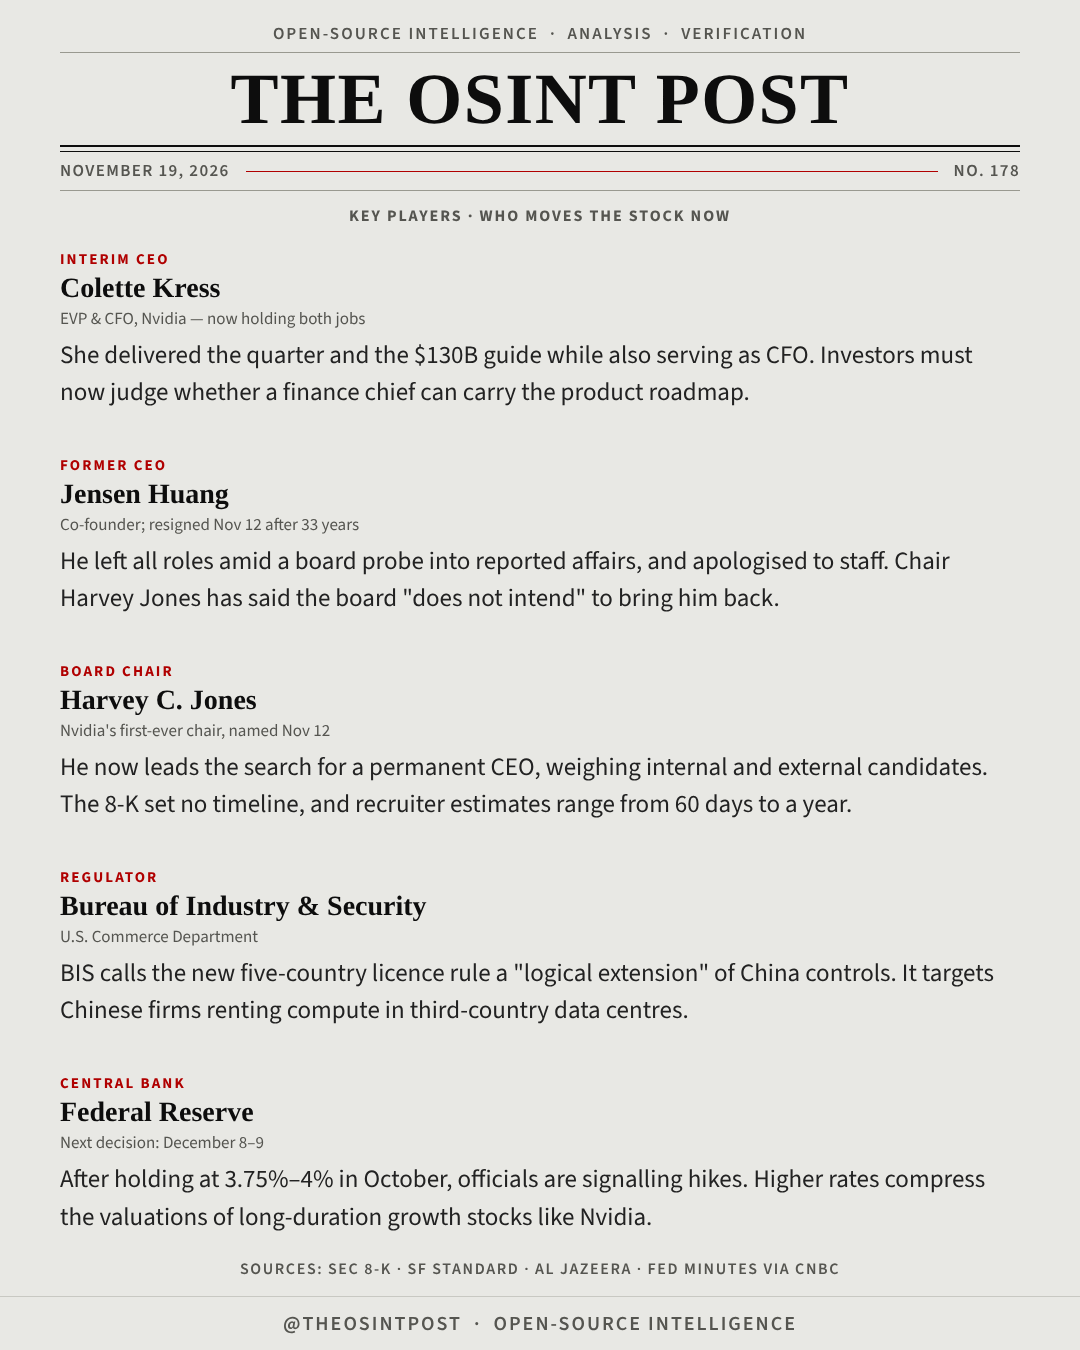 OPEN-SOURCE INTELLIGENCE · ANALYSIS · VERIFICATION
THE OSINT POST
NOVEMBER 19, 2026
NO. 178
KEY PLAYERS · WHO MOVES THE STOCK NOW
INTERIM CEO
Colette Kress
EVP & CFO, Nvidia — now holding both jobs
She delivered the quarter and the $130B guide while also serving as CFO. Investors must
now judge whether a finance chief can carry the product roadmap.
FORMER CEO
Jensen Huang
Co-founder; resigned Nov 12 after 33 years
He left all roles amid a board probe into reported affairs, and apologised to staff. Chair
Harvey Jones has said the board "does not intend" to bring him back.
BOARD CHAIR
Harvey C. Jones
Nvidia's first-ever chair, named Nov 12
He now leads the search for a permanent CEO, weighing internal and external candidates.
The 8-K set no timeline, and recruiter estimates range from 60 days to a year.
REGULATOR
Bureau of Industry & Security
U.S. Commerce Department
BIS calls the new five-country licence rule a "logical extension" of China controls. It targets
Chinese firms renting compute in third-country data centres.
CENTRAL BANK
Federal Reserve
Next decision: December 8–9
After holding at 3.75%–4% in October, officials are signalling hikes. Higher rates compress
the valuations of long-duration growth stocks like Nvidia.
SOURCES: SEC 8-K · SF STANDARD · AL JAZEERA · FED MINUTES VIA CNBC
@THEOSINTPOST · OPEN-SOURCE INTELLIGENCE